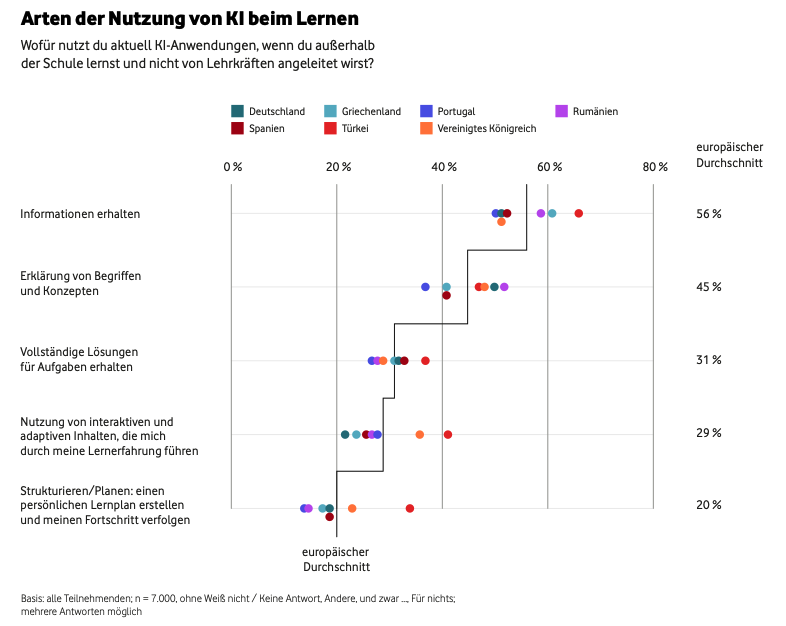 Arten der Nutzung von KI beim Lernen
Wofür nutzt du aktuell KI-Anwendungen, wenn du außerhalb
der Schule lernst und nicht von Lehrkräften angeleitet wirst?
Deutschland
Griechenland
Portugal
Rumänien
Spanien
Türkei
Vereinigtes Königreich
europäischer
Durchschnitt
0 %
20 %
40 %
60 %
80 %
Informationen erhalten
56 %
Erklärung von Begriffen
und Konzepten
45 %
Vollständige Lösungen
für Aufgaben erhalten
31 %
Nutzung von interaktiven und
adaptiven Inhalten, die mich
durch meine Lernerfahrung führen
29 %
Strukturieren/Planen: einen
persönlichen Lernplan erstellen
und meinen Fortschritt verfolgen
20 %
europäischer
Durchschnitt
Basis: alle Teilnehmenden; n = 7.000, ohne Weiß nicht / Keine Antwort, Andere, und zwar ..., Für nichts;
mehrere Antworten möglich